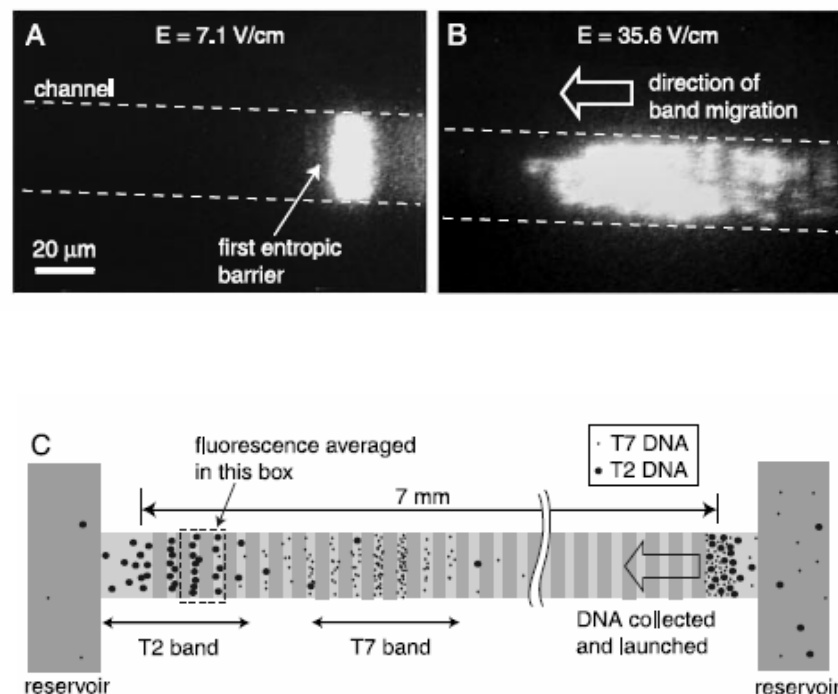 A
E = 7.1 V/cm
channel
20 µm
first entropic
barrier
B
E = 35.6 V/cm
direction of
band migration
C
fluorescence averaged
in this box
T7 DNA
T2 DNA
7 mm
T2 band
T7 band
DNA collected
and launched
reservoir
reservoir